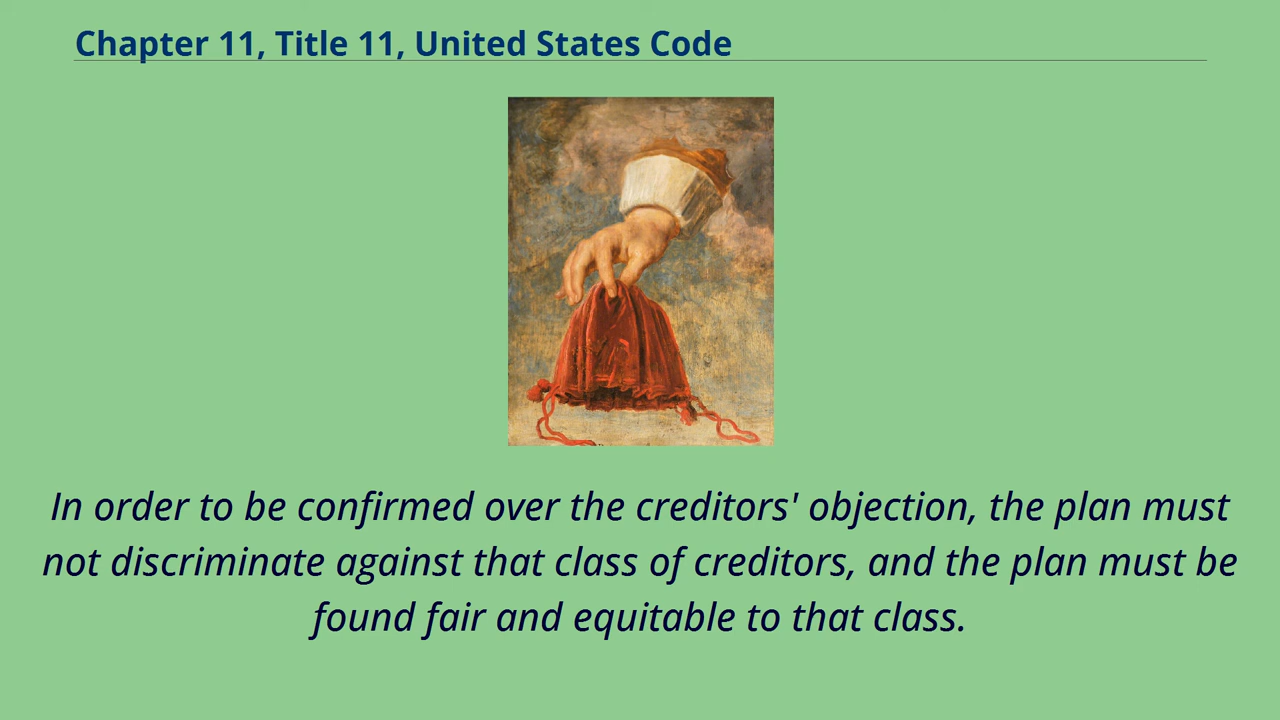 Chapter 11, Title 11, United States Code
In order to be confirmed over the creditors' objection, the plan must
not discriminate against that class of creditors, and the plan must be
found fair and equitable to that class.